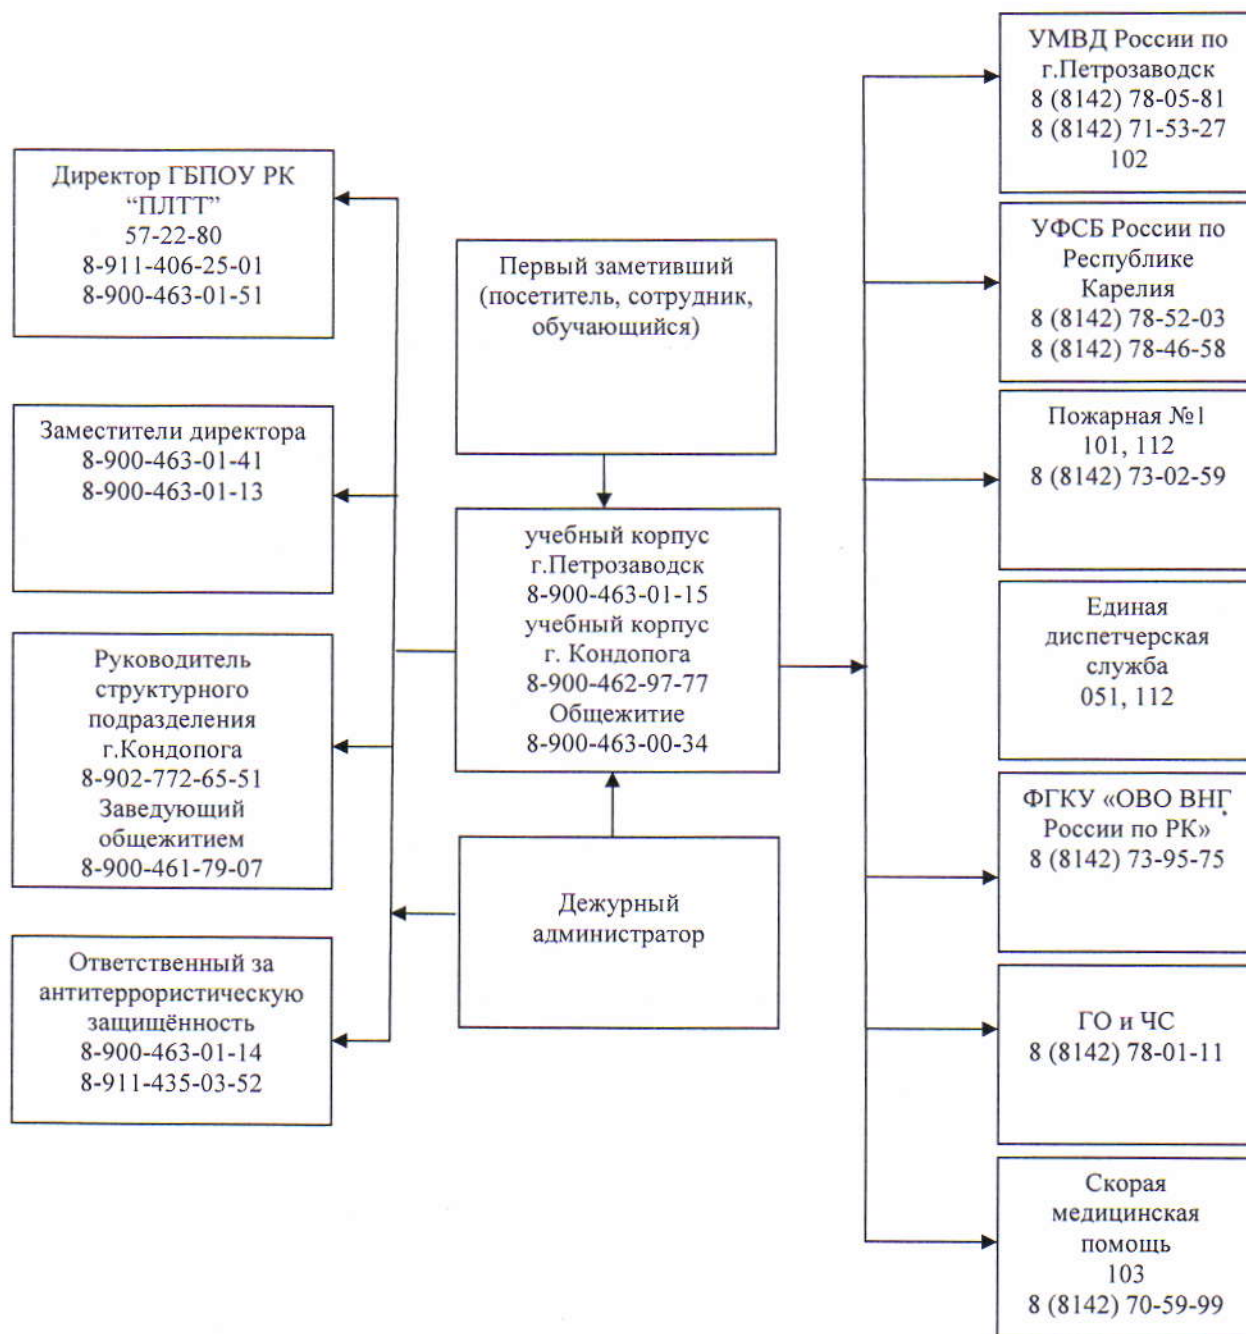 Директор ГБПОУ РК
“ПЛТТ”
57-22-80
8-911-406-25-01
8-900-463-01-51
Заместители директора
8-900-463-01-41
8-900-463-01-13
Руководитель
структурного
подразделения
г.Кондопога
8-902-772-65-51
Заведующий
общежитием
8-900-461-79-07
Ответственный за
антитеррористическую
защищённость
8-900-463-01-14
8-911-435-03-52
Первый заметивший
(посетитель, сотрудник,
обучающийся)
учебный корпус
г.Петрозаводск
8-900-463-01-15
учебный корпус
г. Кондопога
8-900-462-97-77
Общежитие
8-900-463-00-34
Дежурный
администратор
УМВД России по
г.Петрозаводск
8 (8142) 78-05-81
8 (8142) 71-53-27
102
УФСБ России по
Республике
Карелия
8 (8142) 78-52-03
8 (8142) 78-46-58
Пожарная №1
101, 112
8 (8142) 73-02-59
Единая
диспетчерская
служба
051, 112
ФГКУ «ОВО ВНГ
России по РК»
8 (8142) 73-95-75
ГО и ЧС
8 (8142) 78-01-11
Скорая
медицинская
помощь
103
8 (8142) 70-59-99